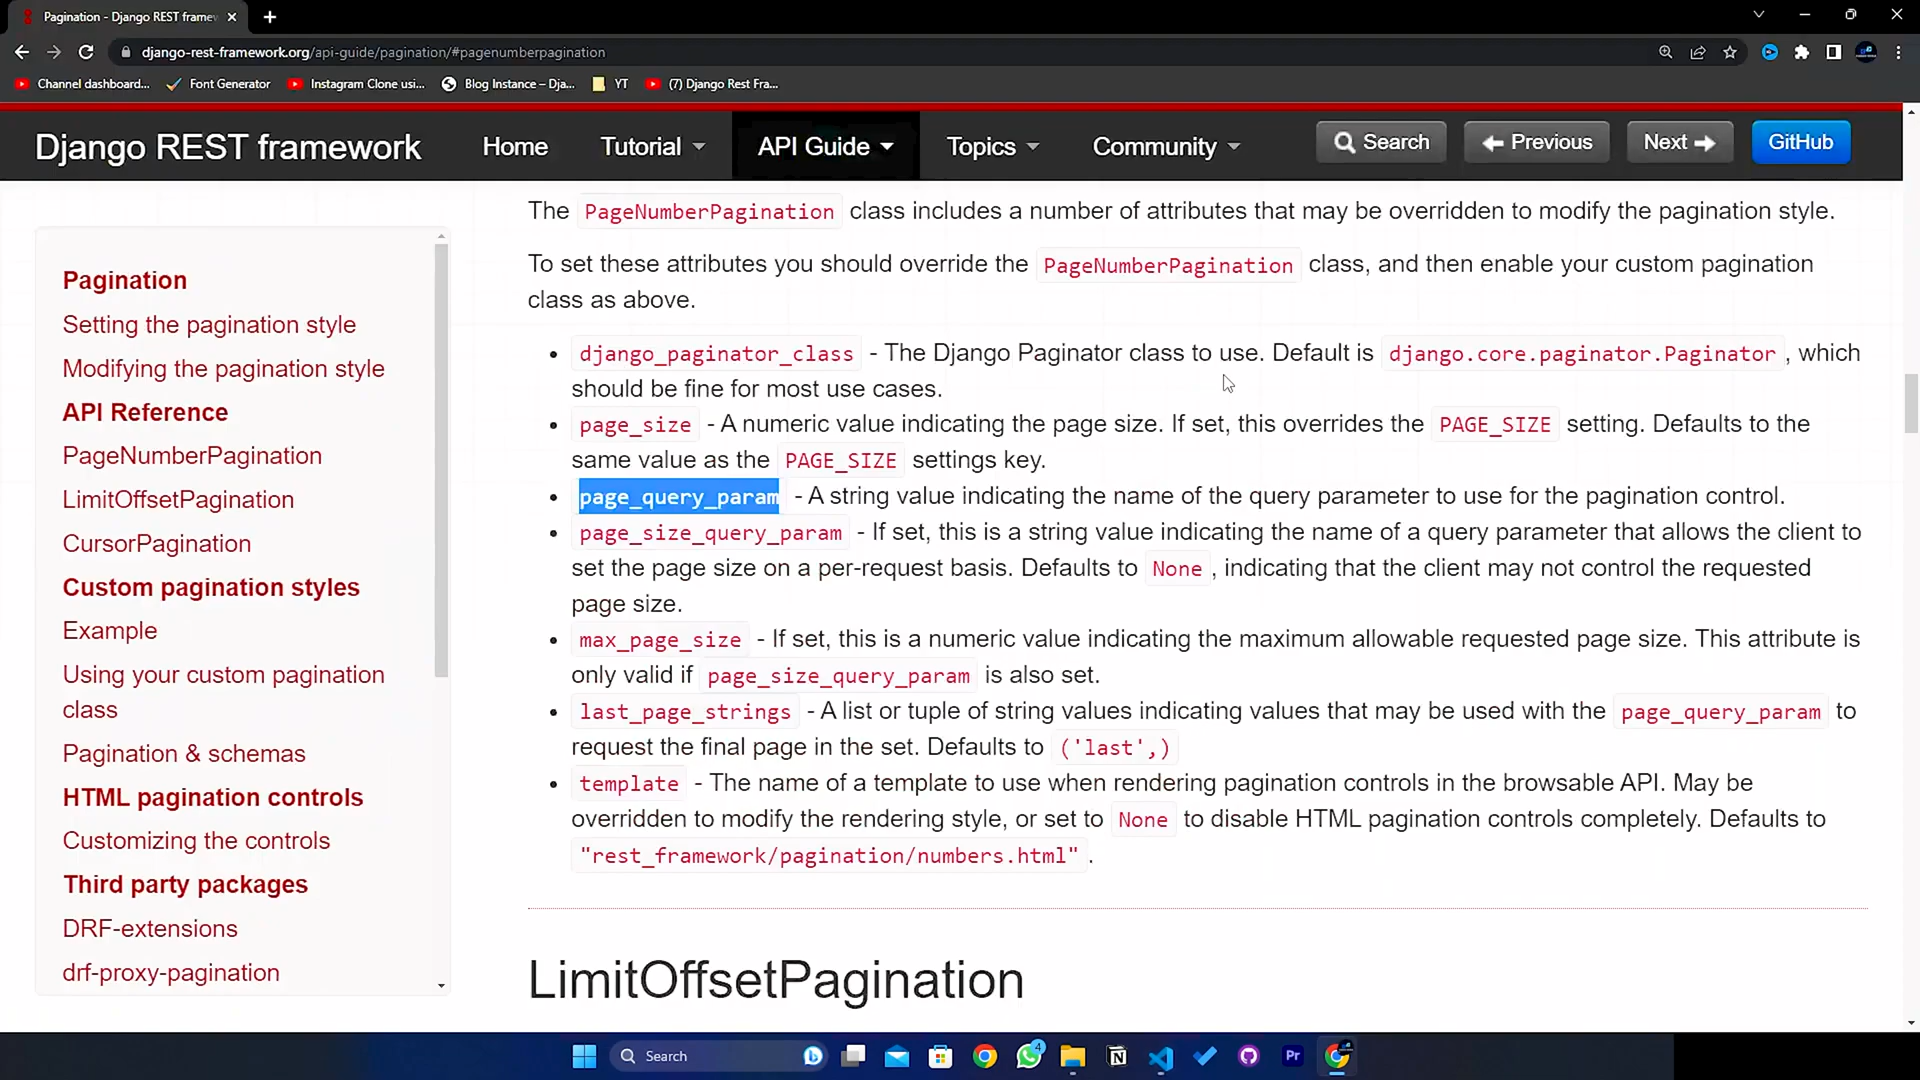 Pagination - Django REST framew
django-rest-framework.org/api-guide/pagination/#pagenumberpagination
Channel dashboard... Font Generator Instagram Clone usi... Blog Instance – Dja... YT (7) Django Rest Fra...
Django REST framework Home Tutorial API Guide Topics Community Search Previous Next GitHub
Pagination
Setting the pagination style
Modifying the pagination style
API Reference
PageNumberPagination
LimitOffsetPagination
CursorPagination
Custom pagination styles
Example
Using your custom pagination
class
Pagination & schemas
HTML pagination controls
Customizing the controls
Third party packages
DRF-extensions
drf-proxy-pagination
The PageNumberPagination class includes a number of attributes that may be overridden to modify the pagination style.
To set these attributes you should override the PageNumberPagination class, and then enable your custom pagination
class as above.
• django_paginator_class - The Django Paginator class to use. Default is django.core.paginator.Paginator , which
should be fine for most use cases.
• page_size - A numeric value indicating the page size. If set, this overrides the PAGE_SIZE setting. Defaults to the
same value as the PAGE_SIZE settings key.
• page_query_param - A string value indicating the name of the query parameter to use for the pagination control.
• page_size_query_param - If set, this is a string value indicating the name of a query parameter that allows the client to
set the page size on a per-request basis. Defaults to None , indicating that the client may not control the requested
page size.
• max_page_size - If set, this is a numeric value indicating the maximum allowable requested page size. This attribute is
only valid if page_size_query_param is also set.
• last_page_strings - A list or tuple of string values indicating values that may be used with the page_query_param to
request the final page in the set. Defaults to ('last',)
• template - The name of a template to use when rendering pagination controls in the browsable API. May be
overridden to modify the rendering style, or set to None to disable HTML pagination controls completely. Defaults to
"rest_framework/pagination/numbers.html" .
LimitOffsetPagination
Search 4 N Pr